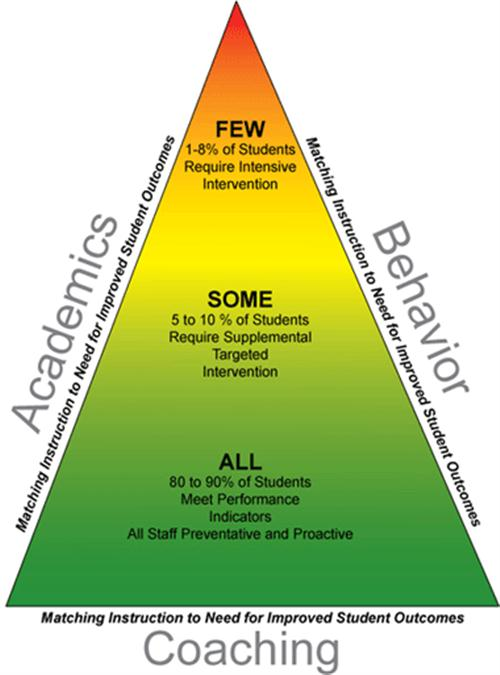 FEW
1-8% of Students
Require Intensive
Intervention
Academics
Matching Instruction to Need for Improved Student Outcomes
Behavior
Matching Instruction to Need for Improved Student Outcomes
SOME
5 to 10 % of Students
Require Supplemental
Targeted
Intervention
ALL
80 to 90% of Students
Meet Performance
Indicators
All Staff Preventative and Proactive
Matching Instruction to Need for Improved Student Outcomes
Coaching